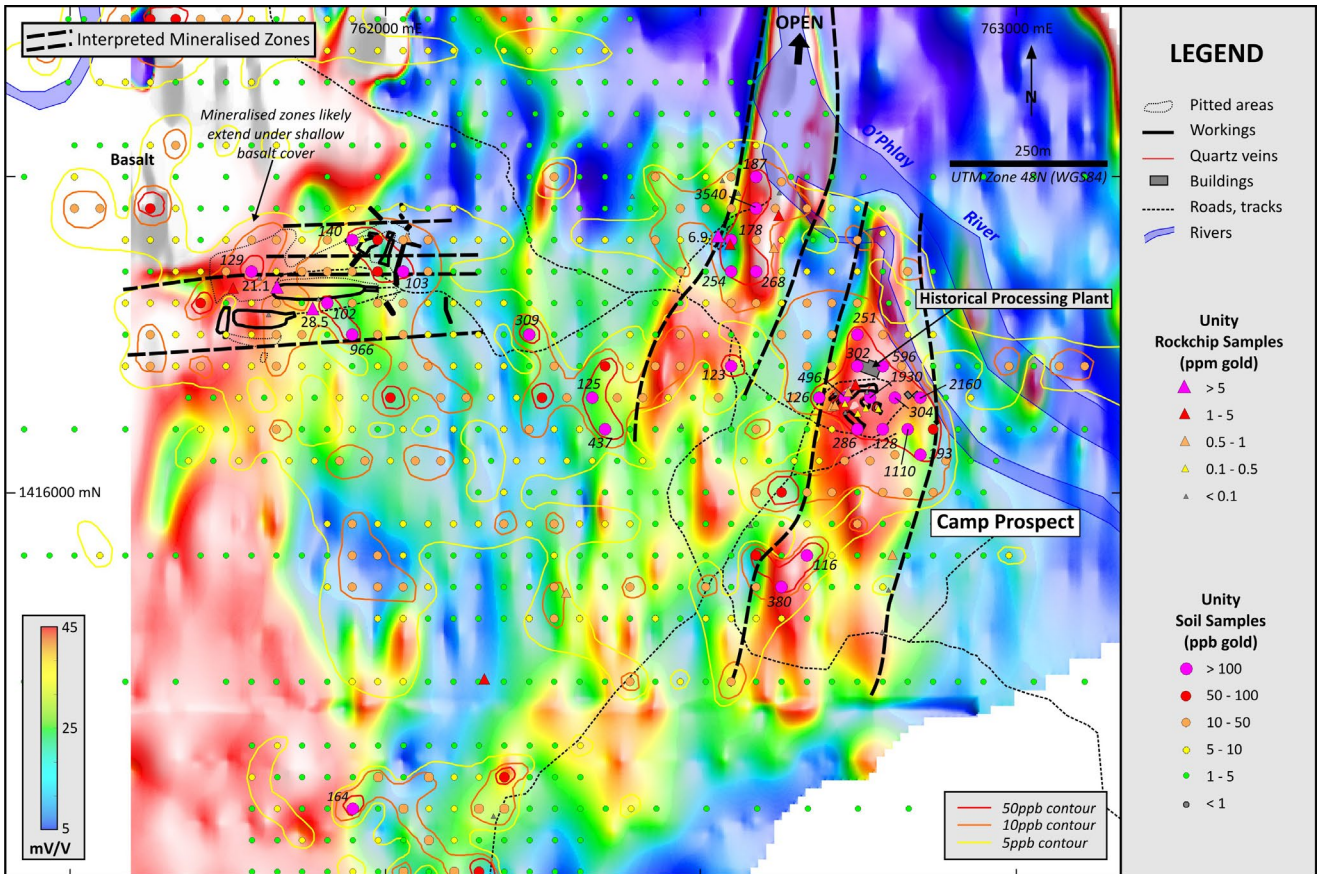 Interpreted Mineralised Zones
762000 mE
OPEN
763000 mE
N
Mineralised zones likely
extend under shallow
basalt cover
Basalt
O'Phlay
River
250m
UTM Zone 48N (WGS84)
187
3540
178
6.9
254
268
140
129
21.1
103
102
28.5
966
309
125
437
123
Historical Processing Plant
251
302
596
496
1930
2160
126
304
286
128
1110
193
1416000 mN
Camp Prospect
116
380
164
45
25
5
mV/V
50ppb contour
10ppb contour
5ppb contour
LEGEND
Pitted areas
Workings
Quartz veins
Buildings
Roads, tracks
Rivers
Unity
Rockchip Samples
(ppm gold)
> 5
1 - 5
0.5 - 1
0.1 - 0.5
< 0.1
Unity
Soil Samples
(ppb gold)
> 100
50 - 100
10 - 50
5 - 10
1 - 5
< 1